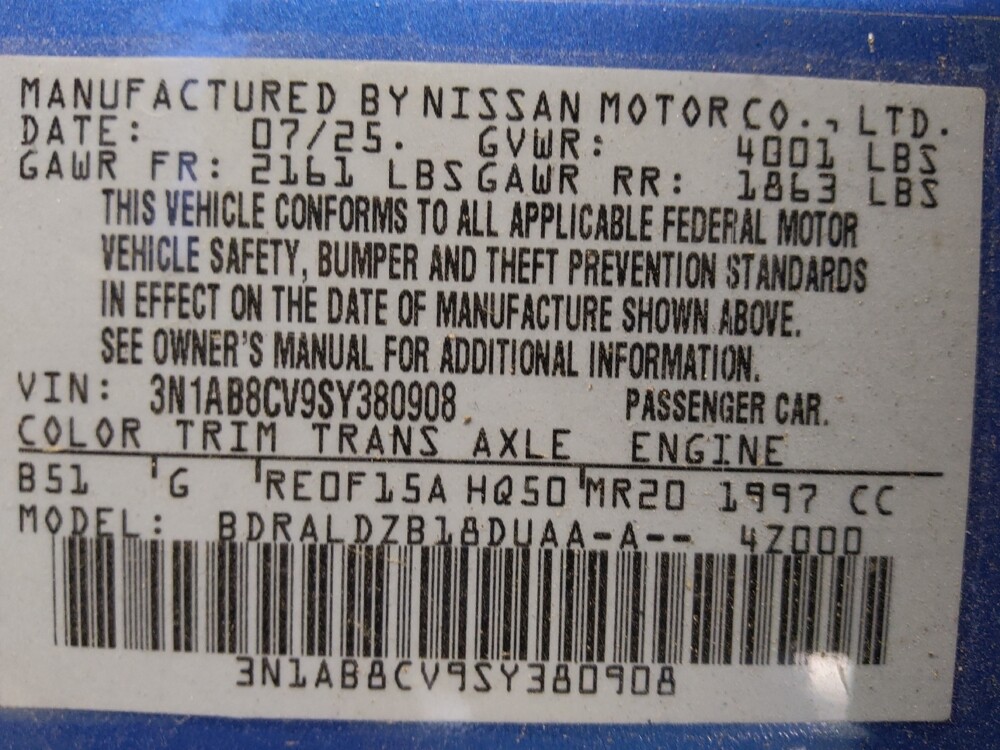 MANUFACTURED BY NISSAN MOTOR CO., LTD.
DATE: 07/25. GVWR: 4001 LBS
GAWR FR: 2161 LBS GAWR RR: 1863 LBS
THIS VEHICLE CONFORMS TO ALL APPLICABLE FEDERAL MOTOR
VEHICLE SAFETY, BUMPER AND THEFT PREVENTION STANDARDS
IN EFFECT ON THE DATE OF MANUFACTURE SHOWN ABOVE.
SEE OWNER'S MANUAL FOR ADDITIONAL INFORMATION.
VIN: 3N1AB8CV9SY380908 PASSENGER CAR.
COLOR TRIM TRANS AXLE ENGINE
B51 G RE0F15A HQ50 MR20 1997 CC
MODEL: BDRALDZB18DUAA-A-- 4Z000
3N1AB8CV9SY380908